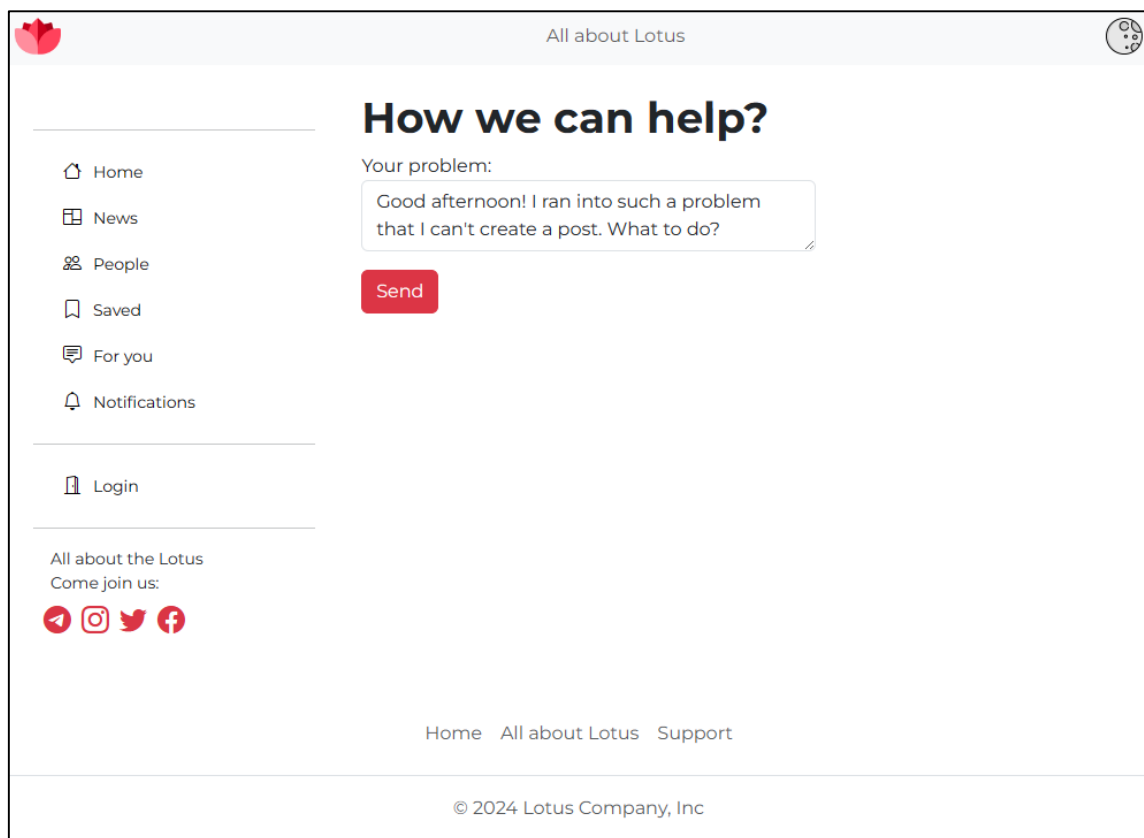 All about Lotus
How we can help?
Your problem:
Good afternoon! I ran into such a problem
that I can't create a post. What to do?
Send
Home
News
People
Saved
For you
Notifications
Login
All about the Lotus
Come join us:
Home All about Lotus Support
© 2024 Lotus Company, Inc